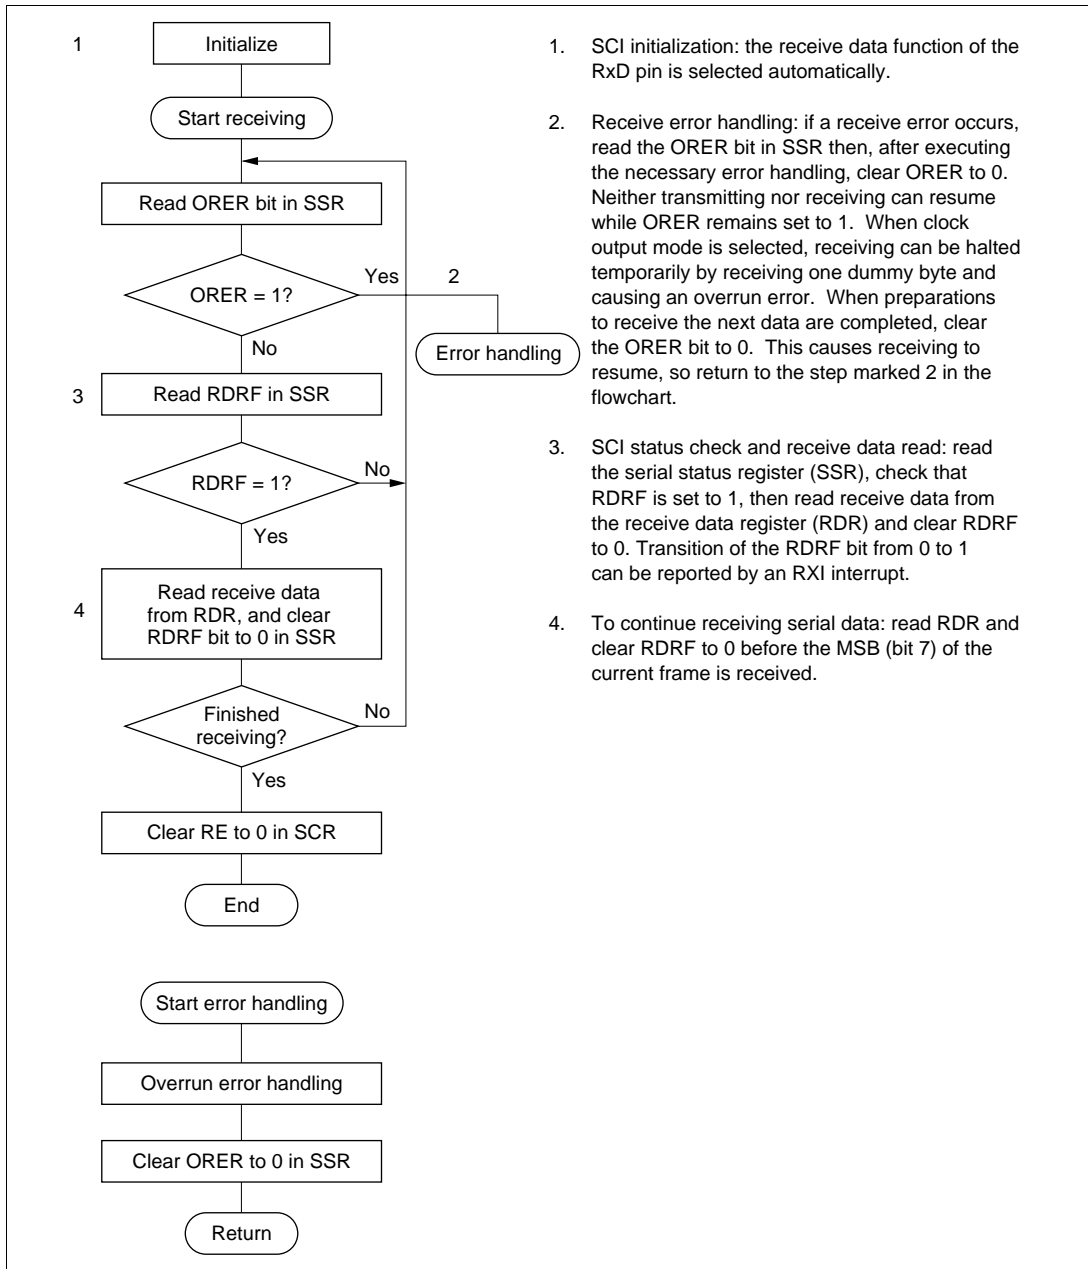 1
Initialize
Start receiving
Read ORER bit in SSR
ORER = 1?
Yes
2
No
Error handling
3
Read RDRF in SSR
RDRF = 1?
No
Yes
4
Read receive data
from RDR, and clear
RDRF bit to 0 in SSR
Finished
receiving?
No
Yes
Clear RE to 0 in SCR
End
Start error handling
Overrun error handling
Clear ORER to 0 in SSR
Return
1. SCI initialization: the receive data function of the
RxD pin is selected automatically.
2. Receive error handling: if a receive error occurs,
read the ORER bit in SSR then, after executing
the necessary error handling, clear ORER to 0.
Neither transmitting nor receiving can resume
while ORER remains set to 1. When clock
output mode is selected, receiving can be halted
temporarily by receiving one dummy byte and
causing an overrun error. When preparations
to receive the next data are completed, clear
the ORER bit to 0. This causes receiving to
resume, so return to the step marked 2 in the
flowchart.
3. SCI status check and receive data read: read
the serial status register (SSR), check that
RDRF is set to 1, then read receive data from
the receive data register (RDR) and clear RDRF
to 0. Transition of the RDRF bit from 0 to 1
can be reported by an RXI interrupt.
4. To continue receiving serial data: read RDR and
clear RDRF to 0 before the MSB (bit 7) of the
current frame is received.